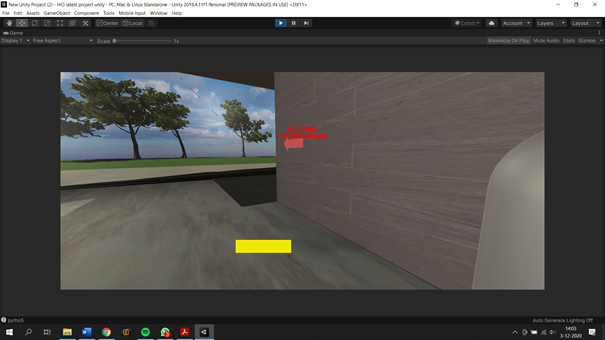 New Unity Project (2) - HCI latest project unity - PC, Mac & Linux Standalone - Unity 2019.4.11f1 Personal [PREVIEW PACKAGES IN USE] <DX11>
File Edit Assets GameObject Component Tools Mobile Input Window Help
Center Local Collab Account Layers Layout
Game
Display 1 Free Aspect Scale 1x Maximize On Play Mute Audio Stats Gizmos
pytho5 Auto Generate Lighting Off
14:03
3-12-2020